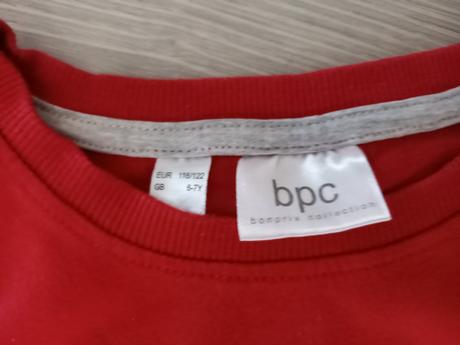 EUR 116/122
GB 6-7Y
bpc
bonprix collection